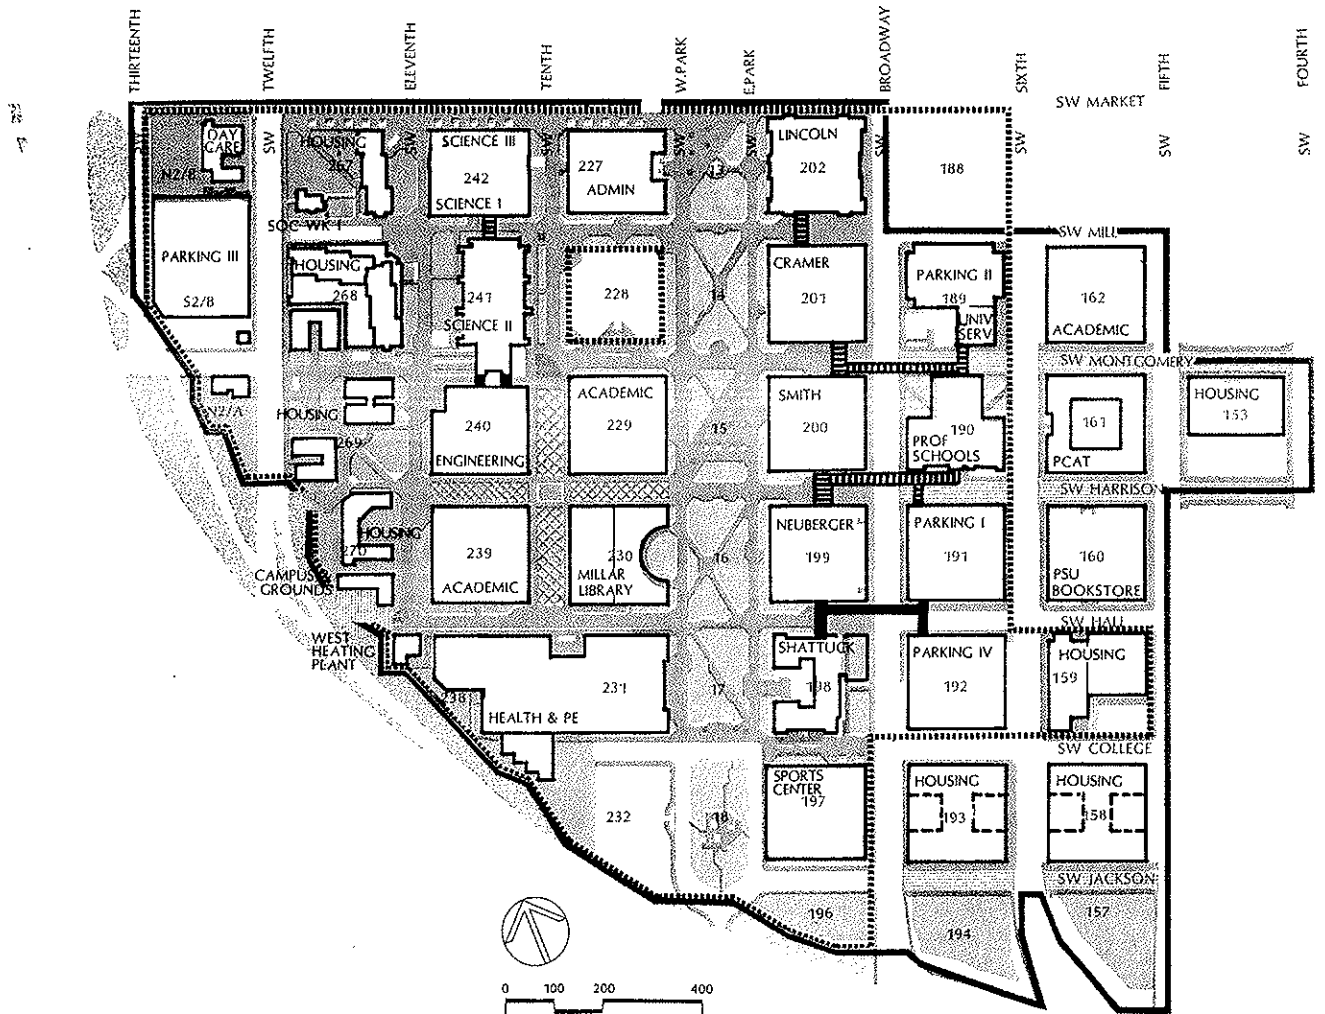 THIRTEENTH
TWELFTH
ELEVENTH
TENTH
W.PARK
E.PARK
BROADWAY
SIXTH
FIFTH
FOURTH
SW MARKET
SW
SW
SW
SW
SW
SW
SW
SW
SW
SW
DAY
CARE
N2/B
HOUSING
267
SCIENCE III
242
SCIENCE I
227
ADMIN
13
LINCOLN
202
188
SOC WK I
SW MILL
PARKING III
S2/B
HOUSING
268
241
SCIENCE II
228
14
CRAMER
201
PARKING II
189
UNIV
SERV
162
ACADEMIC
SW MONTGOMERY
N2/A
HOUSING
269
240
ENGINEERING
ACADEMIC
229
15
SMITH
200
190
PROF
SCHOOLS
161
PCAT
HOUSING
153
SW HARRISON
HOUSING
270
CAMPUS
GROUNDS
239
ACADEMIC
230
MILLAR
LIBRARY
16
NEUBERGER
199
PARKING I
191
160
PSU
BOOKSTORE
SW HALL
WEST
HEATING
PLANT
238
231
HEALTH & PE
17
SHATTUCK
198
PARKING IV
192
HOUSING
159
SW COLLEGE
232
18
SPORTS
CENTER
197
HOUSING
193
HOUSING
158
SW JACKSON
196
194
157
0 100 200 400